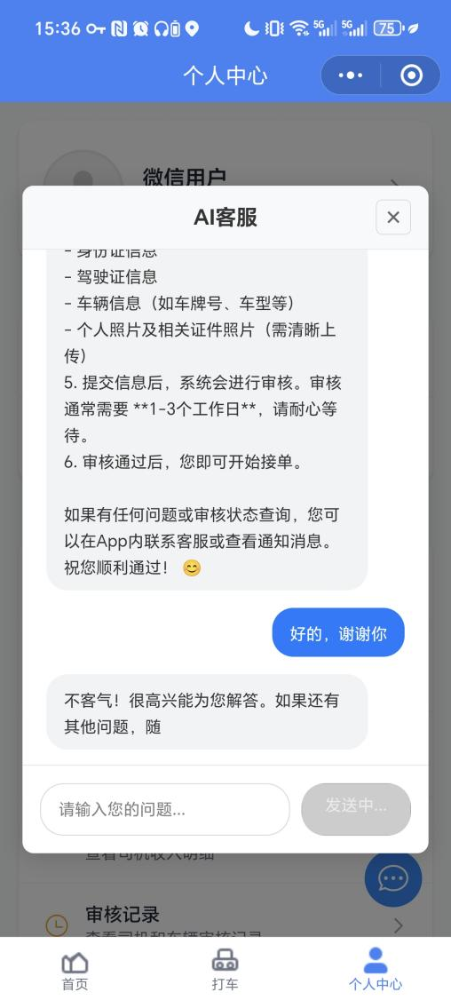 15:36
5G
5G
75
个人中心
微信用户
AI客服
- 身份证信息
- 驾驶证信息
- 车辆信息（如车牌号、车型等）
- 个人照片及相关证件照片（需清晰上
传）
5. 提交信息后，系统会进行审核。审核
通常需要 **1-3个工作日**，请耐心等
待。
6. 审核通过后，您即可开始接单。
如果有任何问题或审核状态查询，您可
以在App内联系客服或查看通知消息。
祝您顺利通过！ 😊
好的，谢谢你
不客气！很高兴能为您解答。如果还有
其他问题，随
请输入您的问题...
发送中...
查看司机收入明细
审核记录
查看司机和车辆审核记录
首页
打车
个人中心